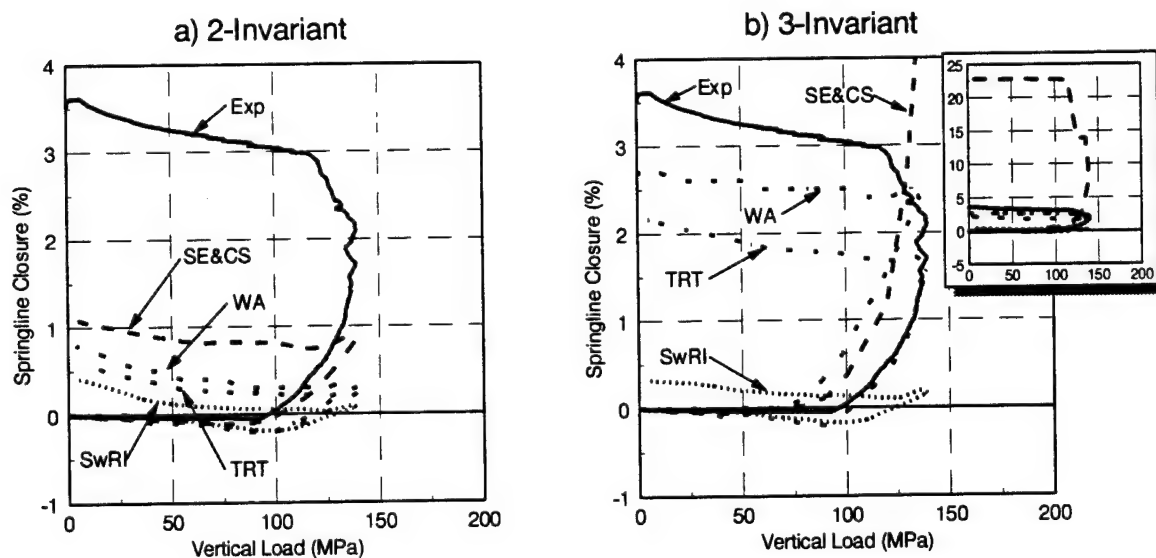 a) 2-Invariant
4
3
2
1
0
-1
Springline Closure (%)
Exp
SE&CS
WA
SwRI
TRT
0 50 100 150 200
Vertical Load (MPa)
b) 3-Invariant
4
3
2
1
0
-1
Springline Closure (%)
Exp
SE&CS
WA
TRT
SwRI
0 50 100 150 200
Vertical Load (MPa)
25
20
15
10
5
0
-5
0 50 100 150 200